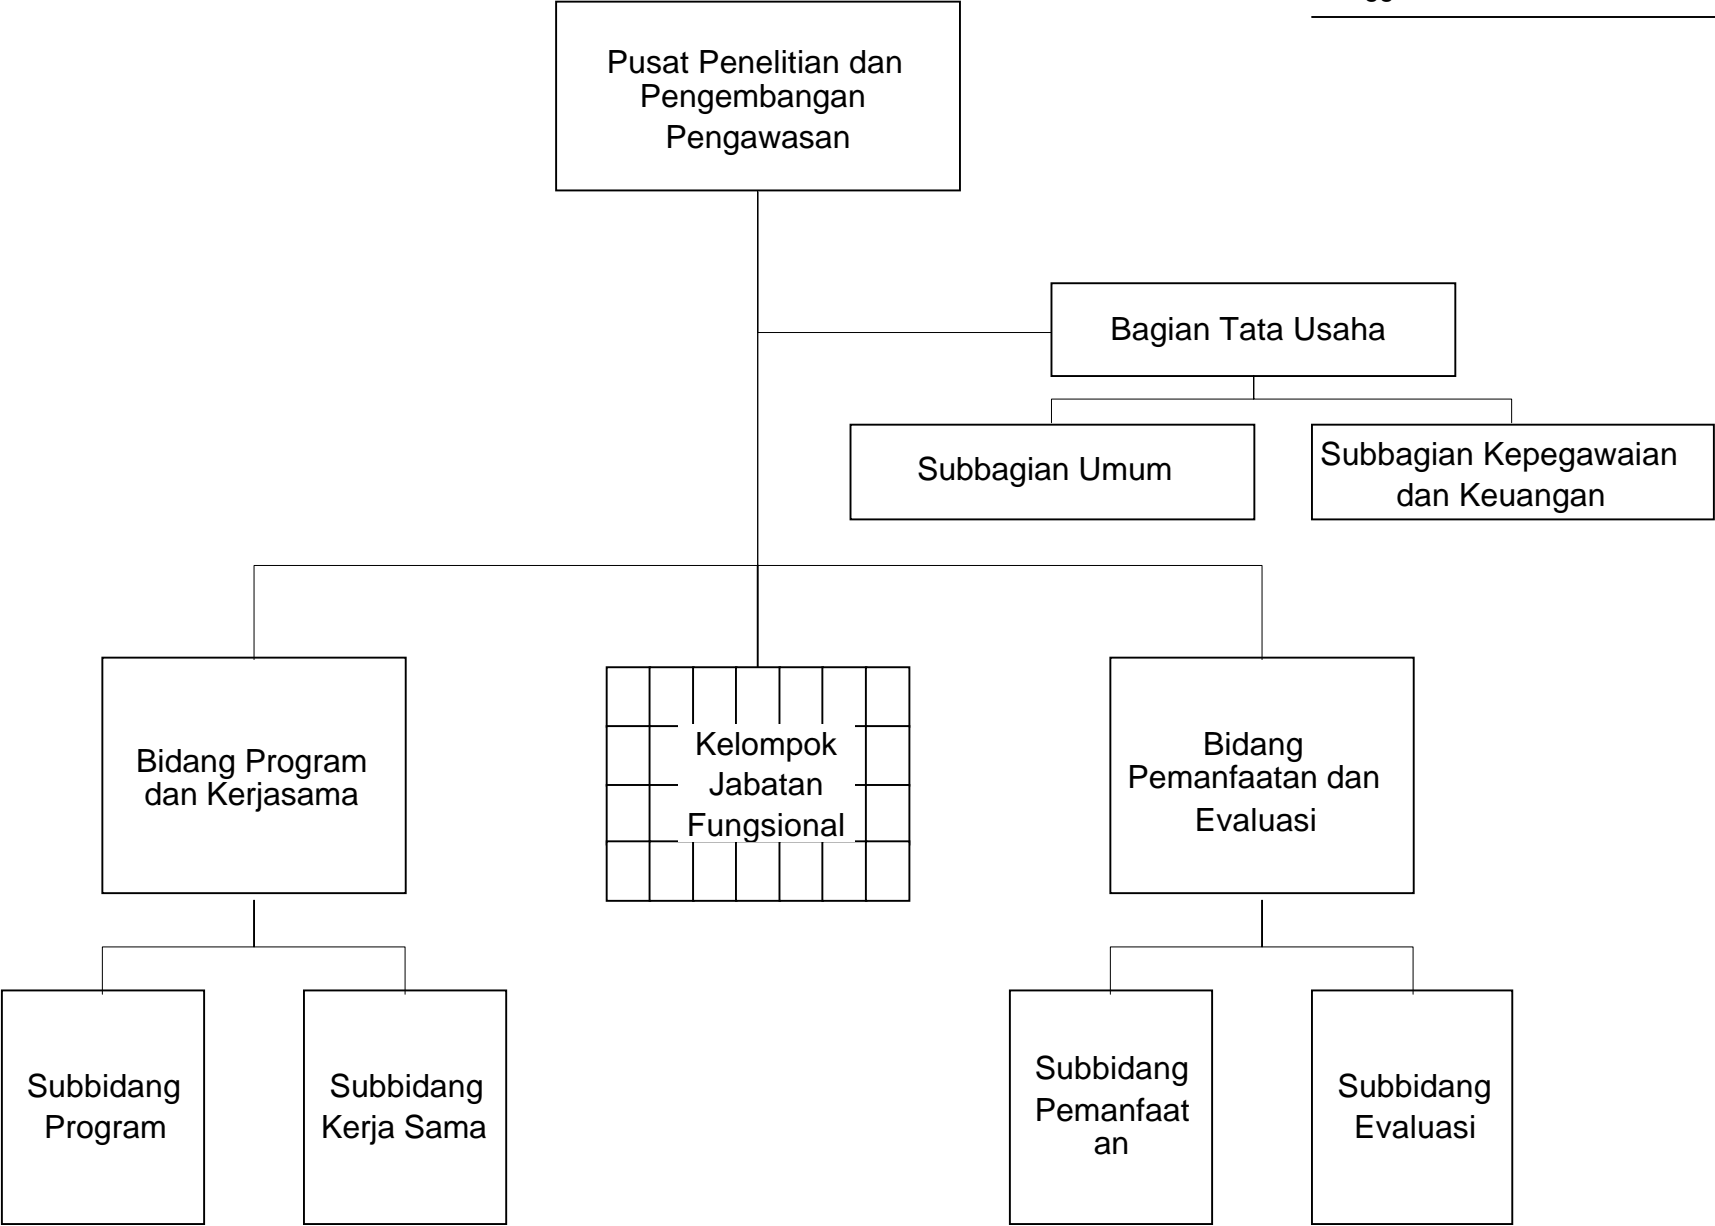 Pusat Penelitian dan
Pengembangan
Pengawasan
Bagian Tata Usaha
Subbagian Umum
Subbagian Kepegawaian
dan Keuangan
Bidang Program
dan Kerjasama
Kelompok
Jabatan
Fungsional
Bidang
Pemanfaatan dan
Evaluasi
Subbidang
Program
Subbidang
Kerja Sama
Subbidang
Pemanfaat
an
Subbidang
Evaluasi